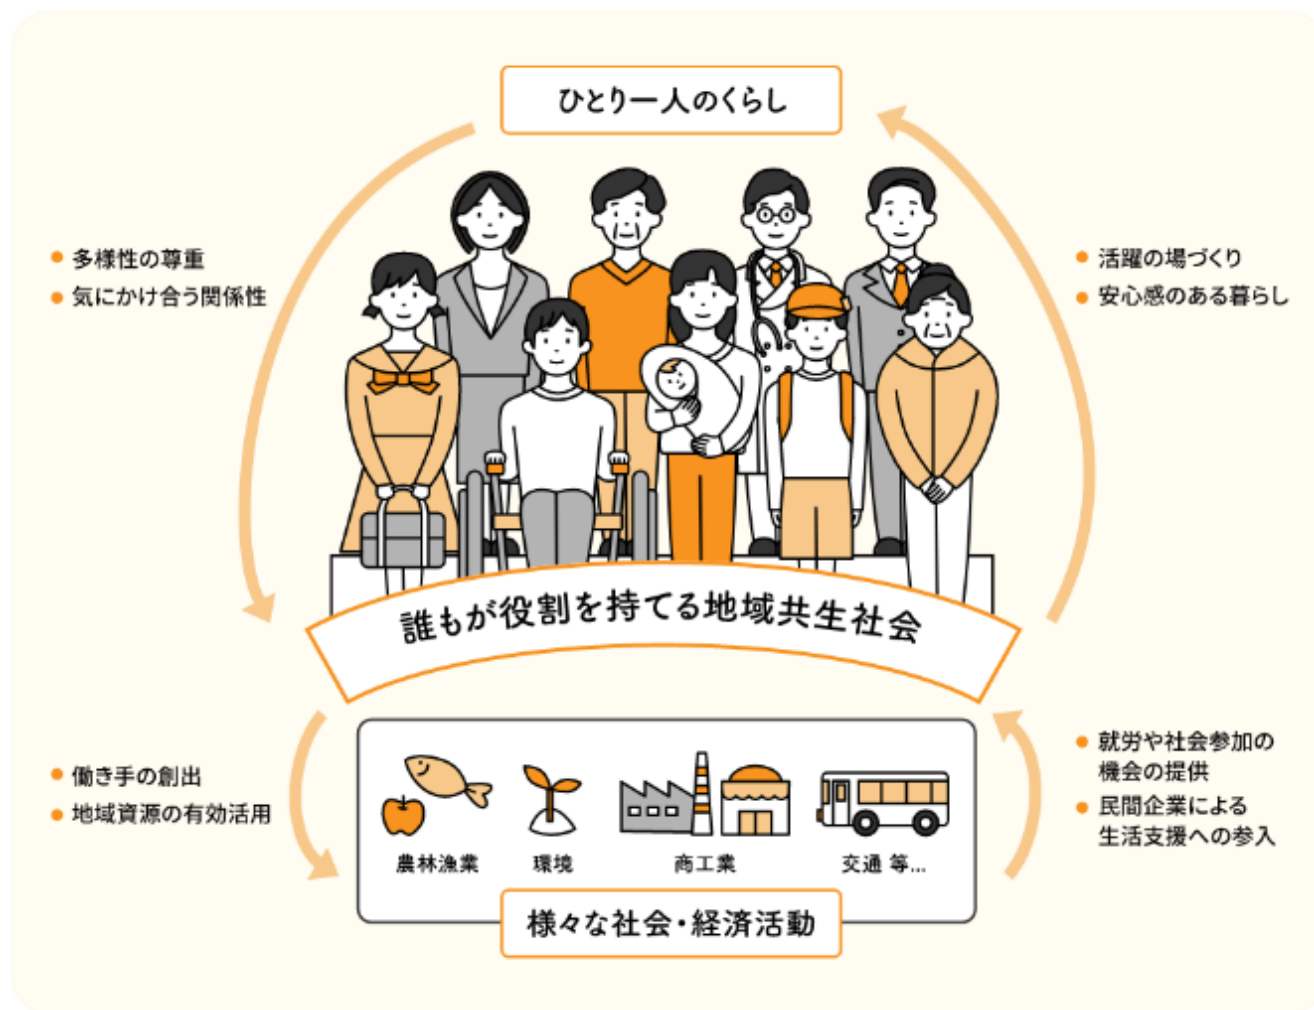 ひとり一人のくらし
● 多様性の尊重
● 気にかけ合う関係性
● 活躍の場づくり
● 安心感のある暮らし
誰もが役割を持てる地域共生社会
● 働き手の創出
● 地域資源の有効活用
● 就労や社会参加の
機会の提供
● 民間企業による
生活支援への参入
農林漁業
環境
商工業
交通 等...
様々な社会・経済活動